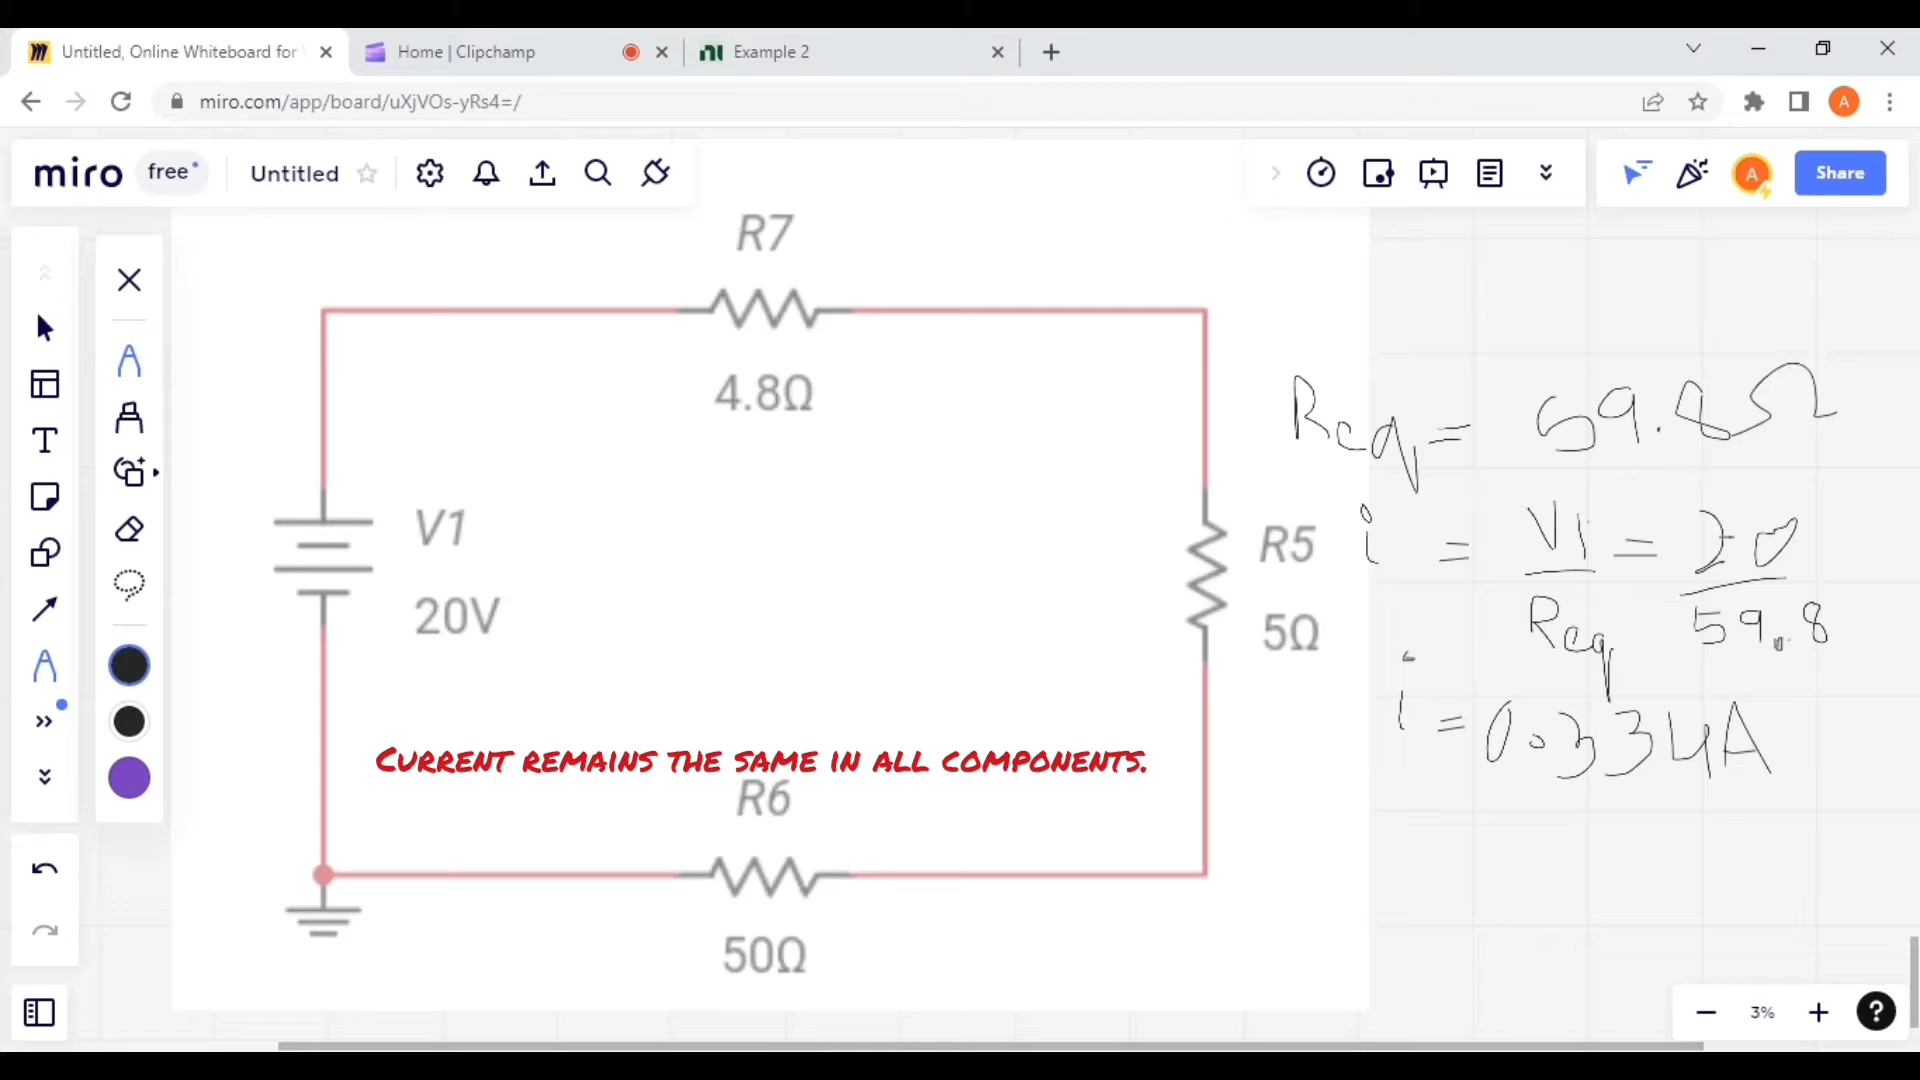 Untitled, Online Whiteboard for
Home | Clipchamp
Example 2
miro.com/app/board/uXjVOs-yRs4=/
A
miro
free
Untitled
A
Share
R7
4.8Ω
V1
20V
R5
5Ω
CURRENT REMAINS THE SAME IN ALL COMPONENTS.
R6
50Ω
Req = 59.8Ω
i = V1/Req = 20/59.8
i = 0.334A
T
3%